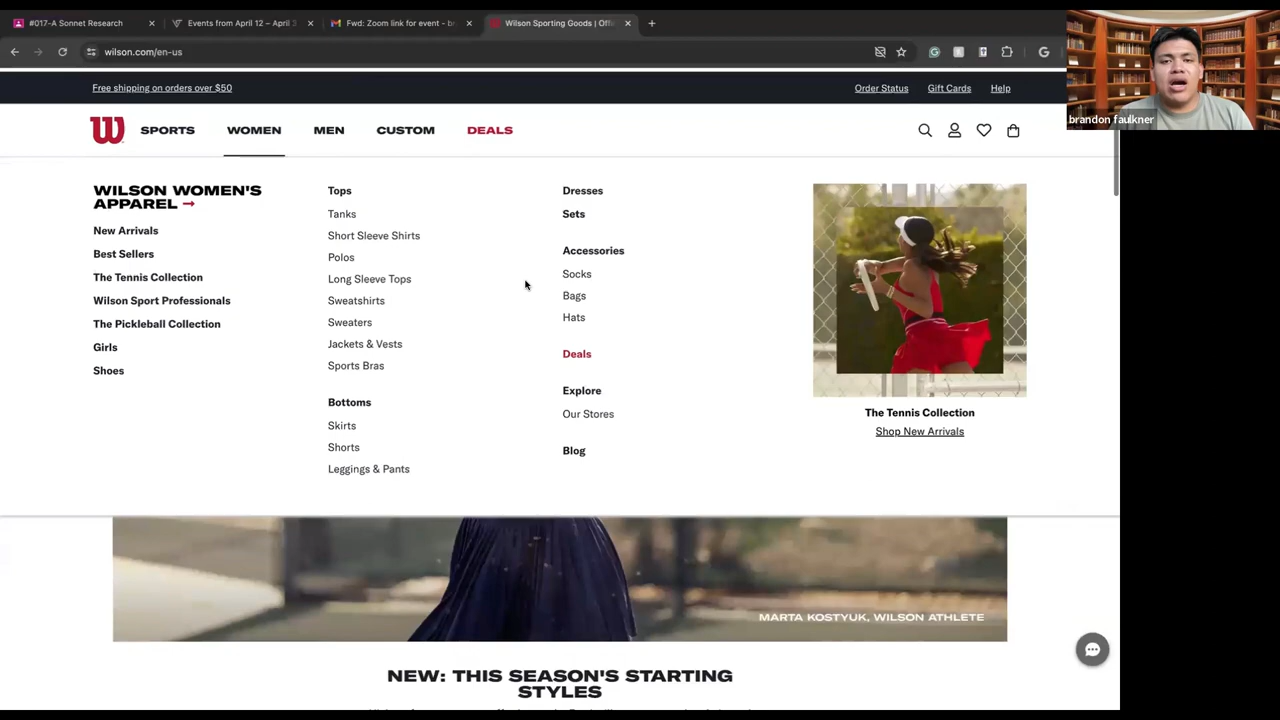 #017-A Sonnet Research
Events from April 12 – April 3
Fwd: Zoom link for event - br
Wilson Sporting Goods | Offi
wilson.com/en-us
brandon faulkner
Free shipping on orders over $50
Order Status
Gift Cards
Help
W
SPORTS
WOMEN
MEN
CUSTOM
DEALS
WILSON WOMEN'S
APPAREL →
New Arrivals
Best Sellers
The Tennis Collection
Wilson Sport Professionals
The Pickleball Collection
Girls
Shoes
Tops
Tanks
Short Sleeve Shirts
Polos
Long Sleeve Tops
Sweatshirts
Sweaters
Jackets & Vests
Sports Bras
Bottoms
Skirts
Shorts
Leggings & Pants
Dresses
Sets
Accessories
Socks
Bags
Hats
Deals
Explore
Our Stores
Blog
The Tennis Collection
Shop New Arrivals
MARTA KOSTYUK, WILSON ATHLETE
NEW: THIS SEASON'S STARTING
STYLES